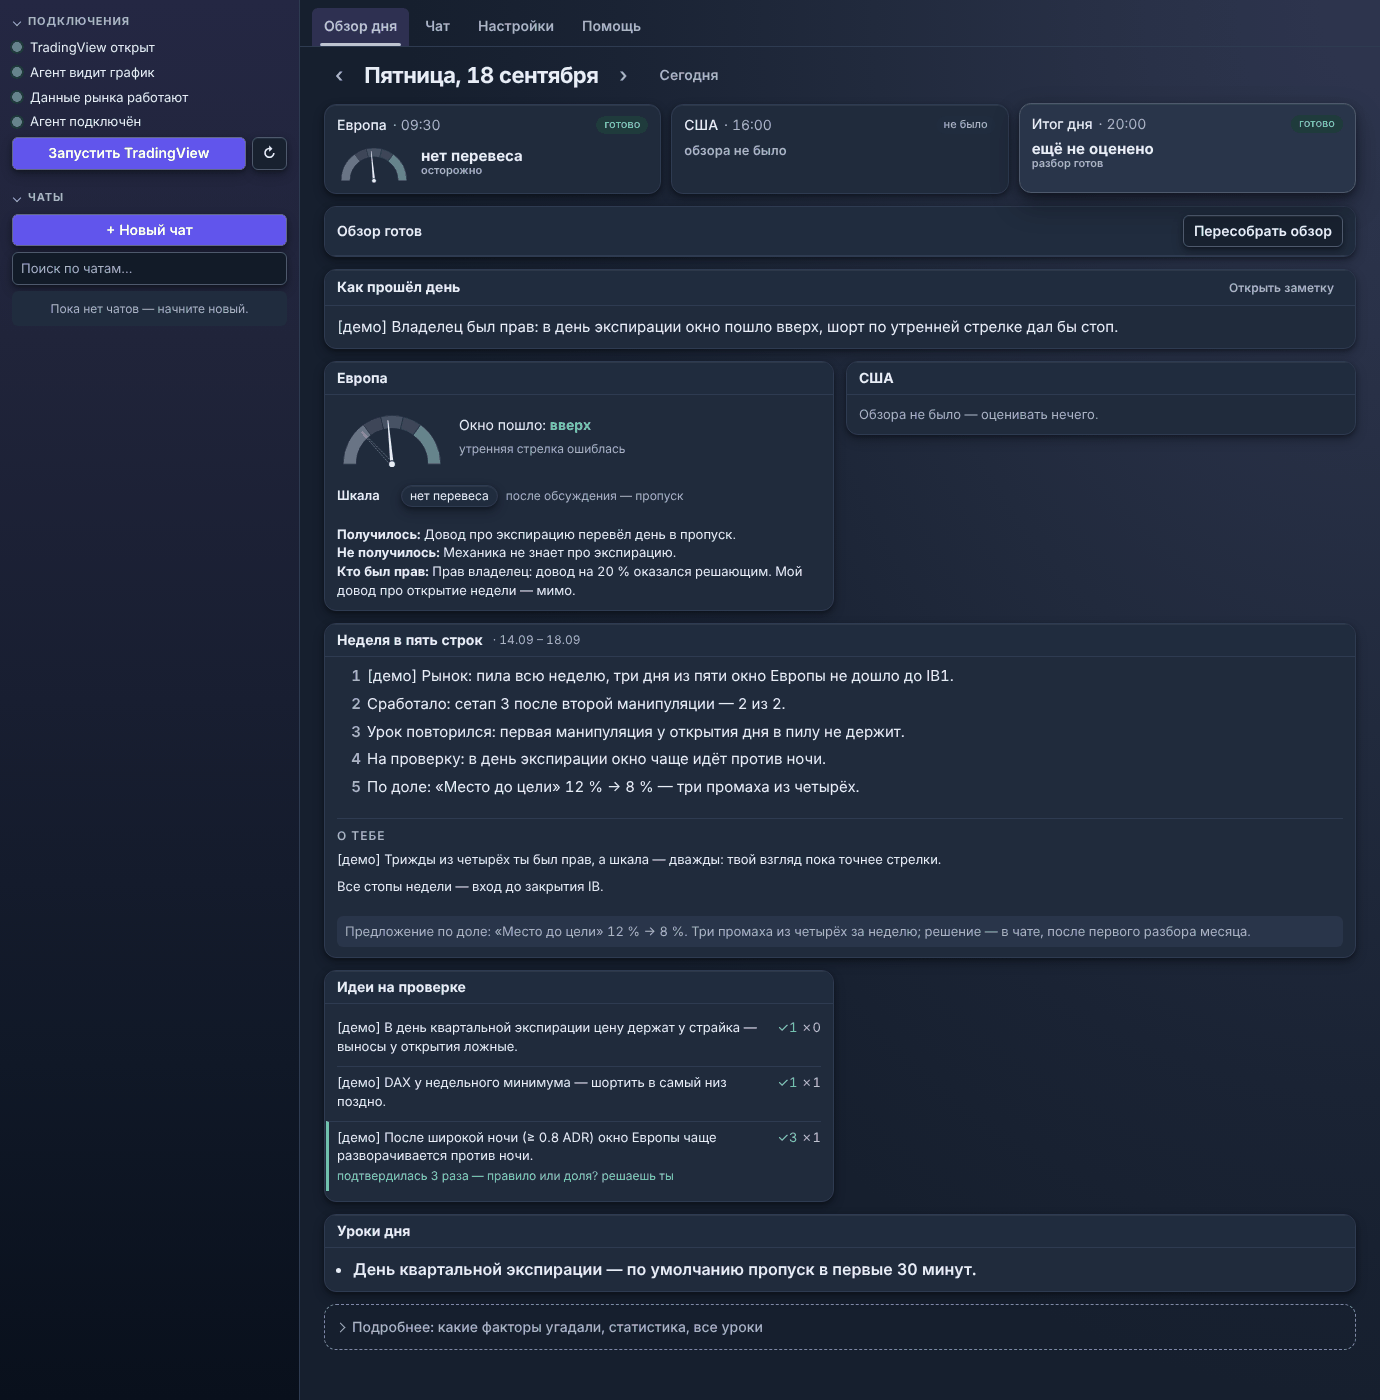 ПОДКЛЮЧЕНИЯ
TradingView открыт
Агент видит график
Данные рынка работают
Агент подключён
Запустить TradingView
ЧАТЫ
+ Новый чат
Поиск по чатам...
Пока нет чатов — начните новый.
Обзор дня
Чат
Настройки
Помощь
Пятница, 18 сентября
Сегодня
Европа · 09:30
готово
нет перевеса
осторожно
США · 16:00
не было
обзора не было
Итог дня · 20:00
готово
ещё не оценено
разбор готов
Обзор готов
Пересобрать обзор
Как прошёл день
Открыть заметку
[демо] Владелец был прав: в день экспирации окно пошло вверх, шорт по утренней стрелке дал бы стоп.
Европа
Окно пошло: вверх
утренняя стрелка ошиблась
Шкала
нет перевеса
после обсуждения — пропуск
Получилось: Довод про экспирацию перевёл день в пропуск.
Не получилось: Механика не знает про экспирацию.
Кто был прав: Прав владелец: довод на 20 % оказался решающим. Мой
довод про открытие недели — мимо.
США
Обзора не было — оценивать нечего.
Неделя в пять строк · 14.09 – 18.09
1 [демо] Рынок: пила всю неделю, три дня из пяти окно Европы не дошло до IB1.
2 Сработало: сетап 3 после второй манипуляции — 2 из 2.
3 Урок повторился: первая манипуляция у открытия дня в пилу не держит.
4 На проверку: в день экспирации окно чаще идёт против ночи.
5 По доле: «Место до цели» 12 % → 8 % — три промаха из четырёх.
О ТЕБЕ
[демо] Трижды из четырёх ты был прав, а шкала — дважды: твой взгляд пока точнее стрелки.
Все стопы недели — вход до закрытия IB.
Предложение по доле: «Место до цели» 12 % → 8 %. Три промаха из четырёх за неделю; решение — в чате, после первого разбора месяца.
Идеи на проверке
[демо] В день квартальной экспирации цену держат у страйка —
выносы у открытия ложные.
✓1 ×0
[демо] DAX у недельного минимума — шортить в самый низ
поздно.
✓1 ×1
[демо] После широкой ночи (≥ 0.8 ADR) окно Европы чаще
разворачивается против ночи.
✓3 ×1
подтвердилась 3 раза — правило или доля? решаешь ты
Уроки дня
• День квартальной экспирации — по умолчанию пропуск в первые 30 минут.
Подробнее: какие факторы угадали, статистика, все уроки